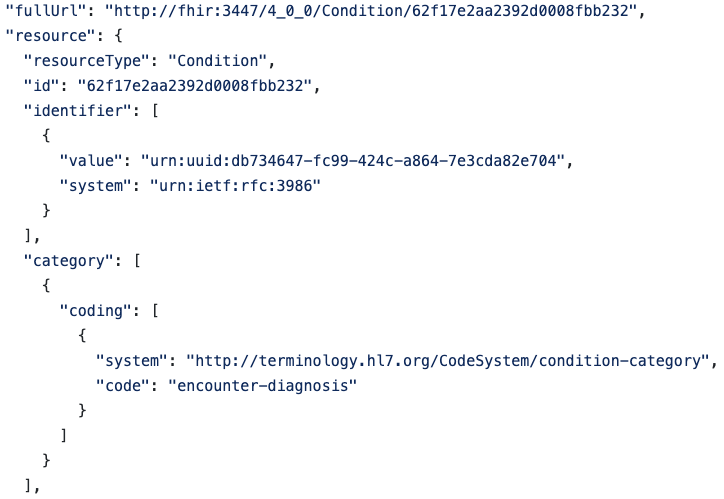 "fullUrl": "http://fhir:3447/4_0_0/Condition/62f17e2aa2392d0008fbb232",
"resource": {
  "resourceType": "Condition",
  "id": "62f17e2aa2392d0008fbb232",
  "identifier": [
    {
      "value": "urn:uuid:db734647-fc99-424c-a864-7e3cda82e704",
      "system": "urn:ietf:rfc:3986"
    }
  ],
  "category": [
    {
      "coding": [
        {
          "system": "http://terminology.hl7.org/CodeSystem/condition-category",
          "code": "encounter-diagnosis"
        }
      ]
    }
  ],